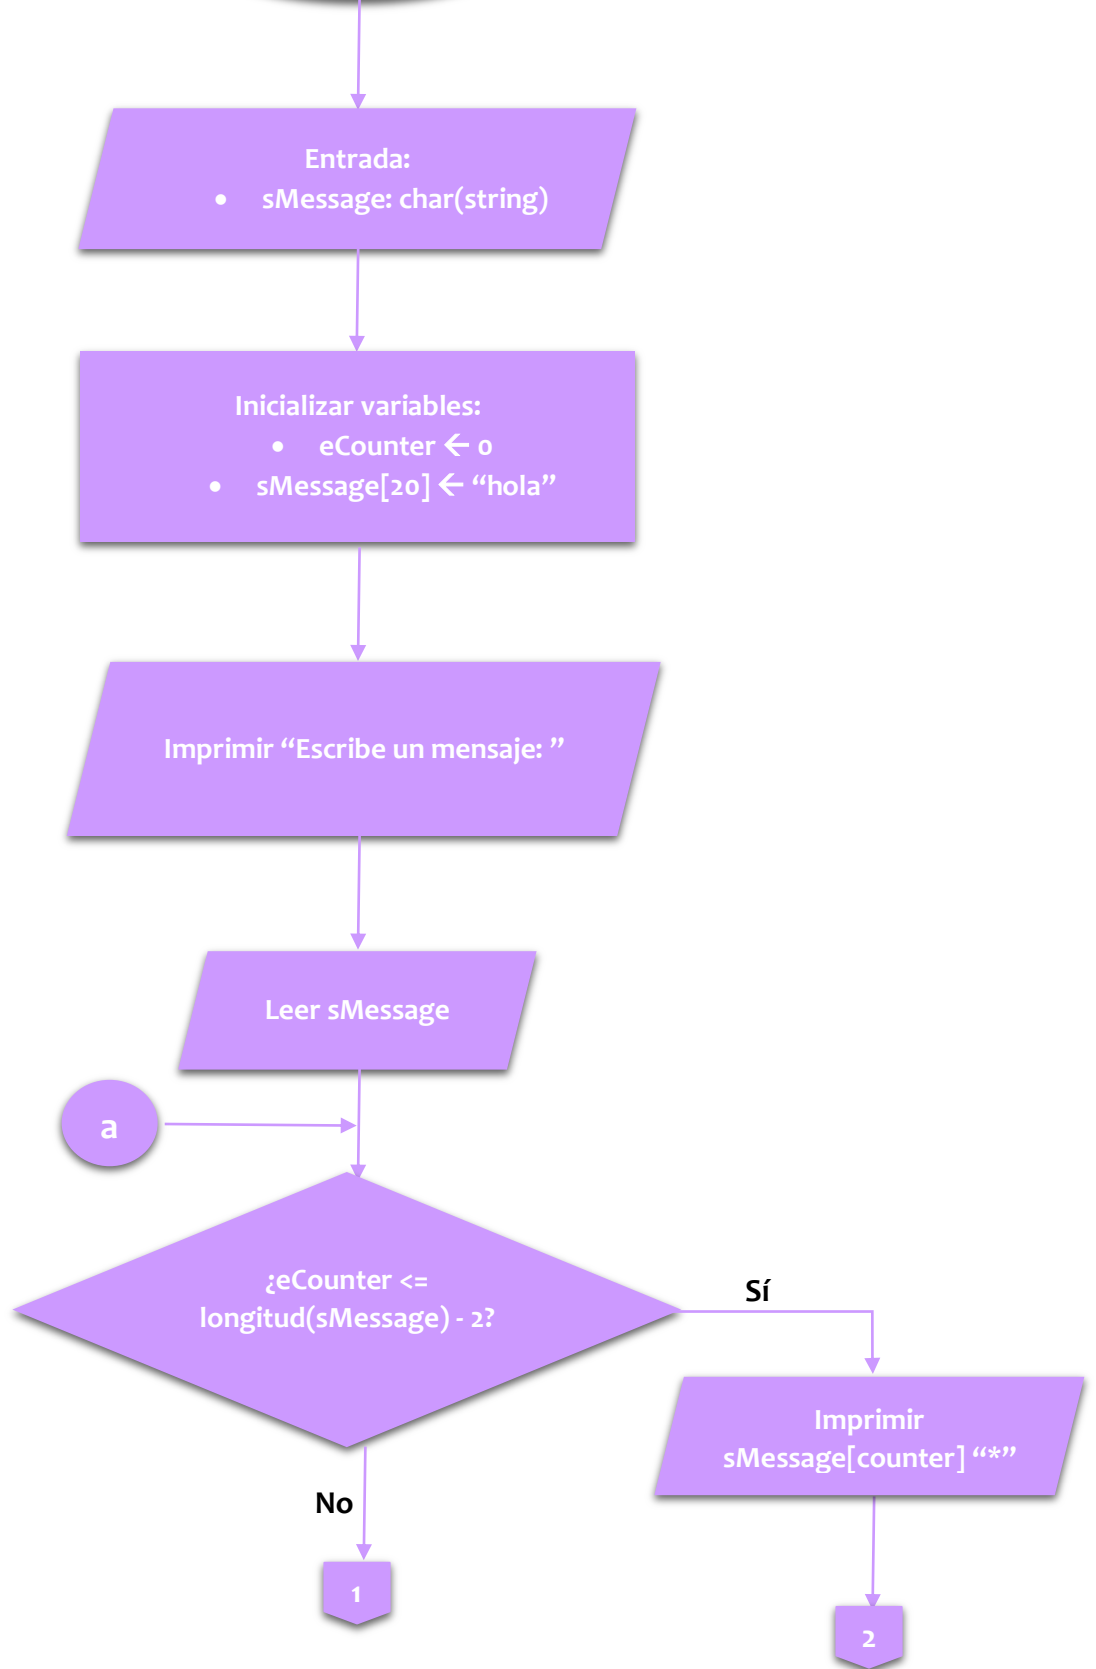 Entrada:
• sMessage: char(string)
Inicializar variables:
• eCounter ← 0
• sMessage[20] ← “hola”
Imprimir “Escribe un mensaje: ”
Leer sMessage
a
¿eCounter <=
longitud(sMessage) - 2?
Sí
Imprimir
sMessage[counter] “*”
No
1
2